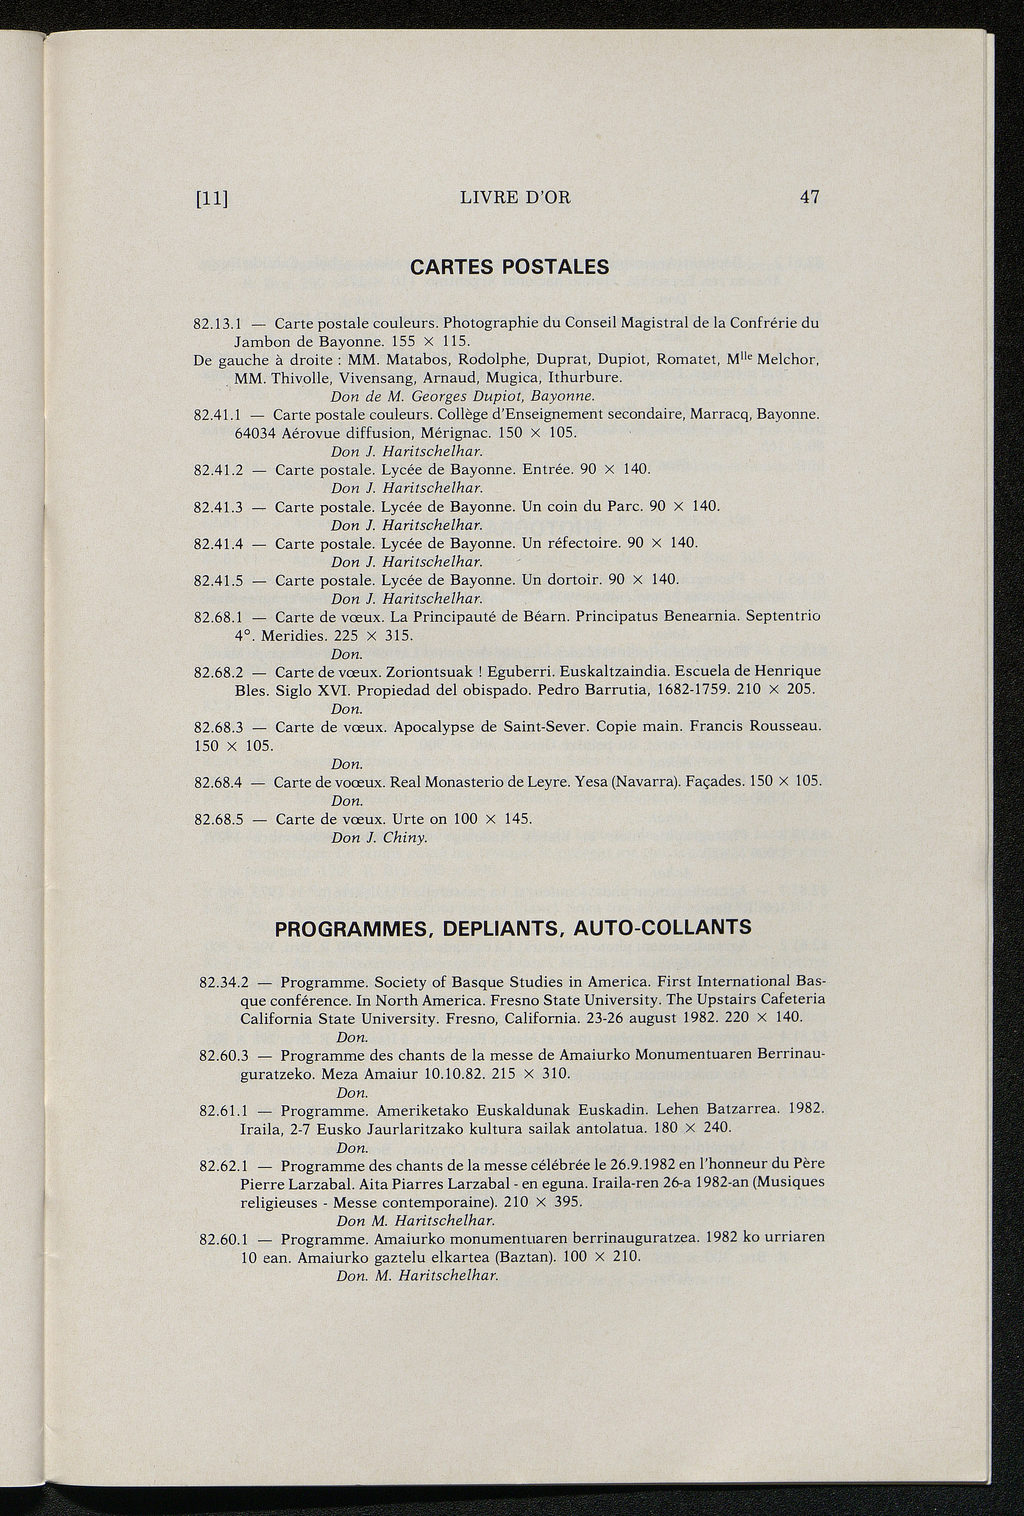 [11] LIVRE D'OR 47
CARTES POSTALES
82.13.1 — Carte postale couleurs. Photographie du Conseil Magistral de la Confrérie du
Jambon de Bayonne. 155 × 115.
De gauche à droite : MM. Matabos, Rodolphe, Duprat, Dupiot, Romatet, Mlle Melchor,
MM. Thivolle, Vivensang, Arnaud, Mugica, Ithurbure.
Don de M. Georges Dupiot, Bayonne.
82.41.1 — Carte postale couleurs. Collège d'Enseignement secondaire, Marracq, Bayonne.
64034 Aérovue diffusion, Mérignac. 150 × 105.
Don J. Haritschelhar.
82.41.2 — Carte postale. Lycée de Bayonne. Entrée. 90 × 140.
Don J. Haritschelhar.
82.41.3 — Carte postale. Lycée de Bayonne. Un coin du Parc. 90 × 140.
Don J. Haritschelhar.
82.41.4 — Carte postale. Lycée de Bayonne. Un réfectoire. 90 × 140.
Don J. Haritschelhar.
82.41.5 — Carte postale. Lycée de Bayonne. Un dortoir. 90 × 140.
Don J. Haritschelhar.
82.68.1 — Carte de vœux. La Principauté de Béarn. Principatus Benearnia. Septentrio
4°. Meridies. 225 × 315.
Don.
82.68.2 — Carte de vœux. Zoriontsuak ! Eguberri. Euskaltzaindia. Escuela de Henrique
Bles. Siglo XVI. Propiedad del obispado. Pedro Barrutia, 1682-1759. 210 × 205.
Don.
82.68.3 — Carte de vœux. Apocalypse de Saint-Sever. Copie main. Francis Rousseau.
150 × 105.
Don.
82.68.4 — Carte de voœux. Real Monasterio de Leyre. Yesa (Navarra). Façades. 150 × 105.
Don.
82.68.5 — Carte de vœux. Urte on 100 × 145.
Don J. Chiny.
PROGRAMMES, DEPLIANTS, AUTO-COLLANTS
82.34.2 — Programme. Society of Basque Studies in America. First International Bas-
que conférence. In North America. Fresno State University. The Upstairs Cafeteria
California State University. Fresno, California. 23-26 august 1982. 220 × 140.
Don.
82.60.3 — Programme des chants de la messe de Amaiurko Monumentuaren Berrinau-
guratzeko. Meza Amaiur 10.10.82. 215 × 310.
Don.
82.61.1 — Programme. Ameriketako Euskaldunak Euskadin. Lehen Batzarrea. 1982.
Iraila, 2-7 Eusko Jaurlaritzako kultura sailak antolatua. 180 × 240.
Don.
82.62.1 — Programme des chants de la messe célébrée le 26.9.1982 en l'honneur du Père
Pierre Larzabal. Aita Piarres Larzabal - en eguna. Iraila-ren 26-a 1982-an (Musiques
religieuses - Messe contemporaine). 210 × 395.
Don M. Haritschelhar.
82.60.1 — Programme. Amaiurko monumentuaren berrinauguratzea. 1982 ko urriaren
10 ean. Amaiurko gaztelu elkartea (Baztan). 100 × 210.
Don. M. Haritschelhar.